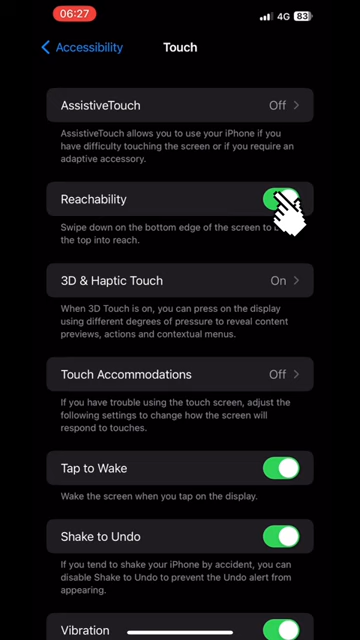 06:27
4G 83
Accessibility
Touch
AssistiveTouch Off
AssistiveTouch allows you to use your iPhone if you
have difficulty touching the screen or if you require an
adaptive accessory.
Reachability
Swipe down on the bottom edge of the screen to
the top into reach.
3D & Haptic Touch On
When 3D Touch is on, you can press on the display
using different degrees of pressure to reveal content
previews, actions and contextual menus.
Touch Accommodations Off
If you have trouble using the touch screen, adjust the
following settings to change how the screen will
respond to touches.
Tap to Wake
Wake the screen when you tap on the display.
Shake to Undo
If you tend to shake your iPhone by accident, you can
disable Shake to Undo to prevent the Undo alert from
appearing.
Vibration